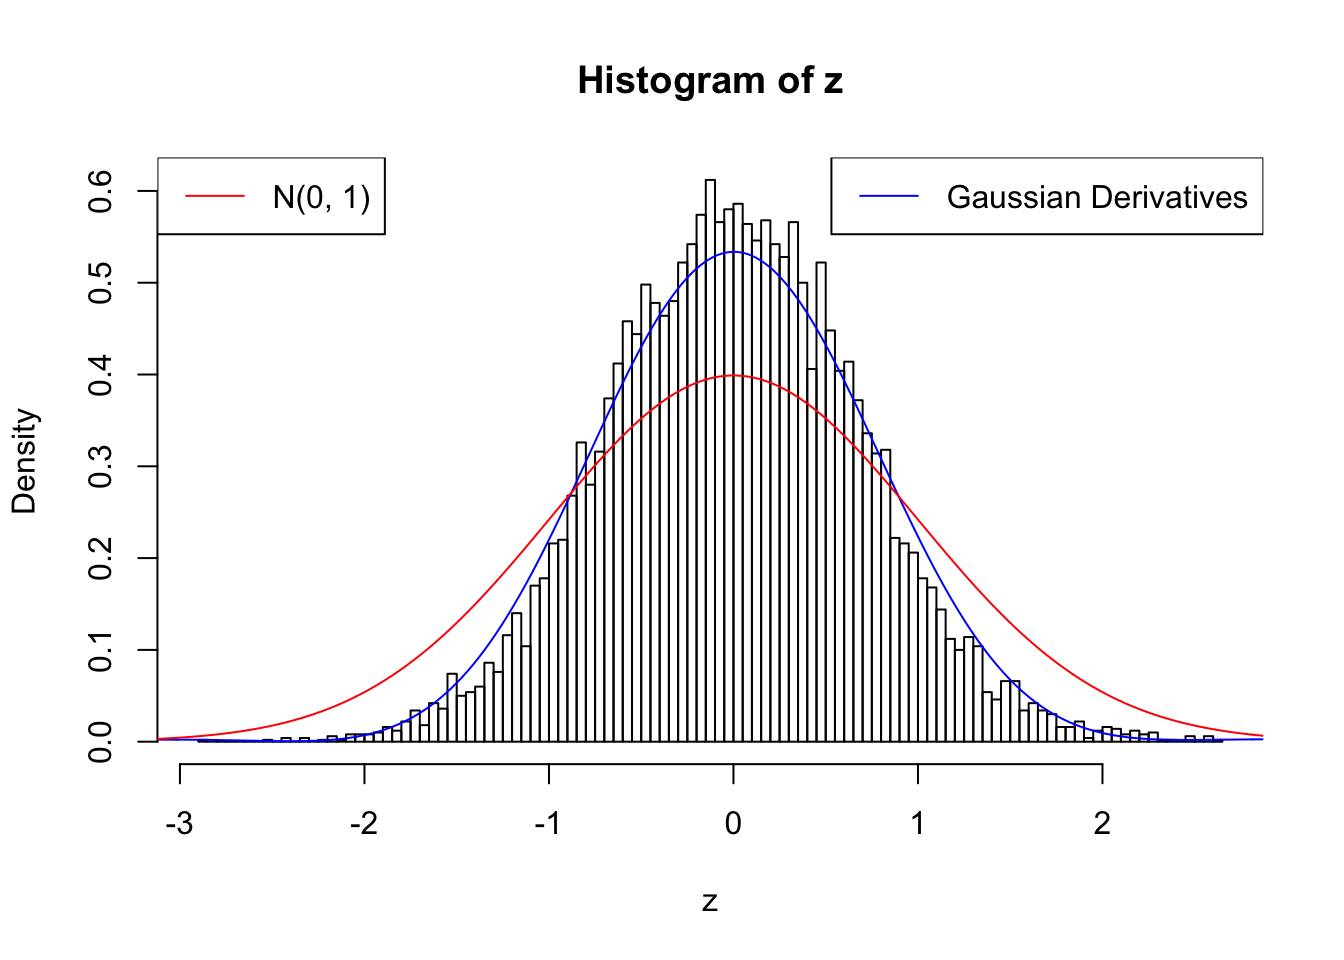 Histogram of z
N(0, 1)
Gaussian Derivatives
Density
0.6
0.5
0.4
0.3
0.2
0.1
0.0
-3 -2 -1 0 1 2
z